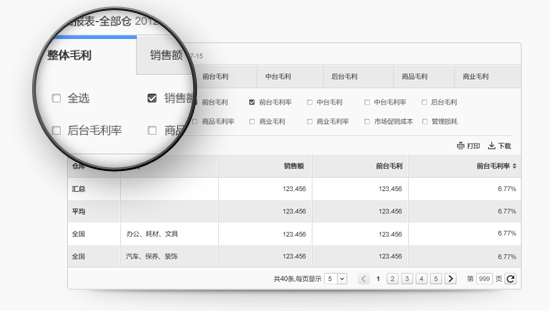 报表-全部仓 2012
7-15
整体毛利 销售额 前台毛利 中台毛利 后台毛利 商品毛利 商业毛利
全选 销售额 前台毛利 前台毛利率 中台毛利 中台毛利率 后台毛利
后台毛利率 商品 商品毛利率 商业毛利 商业毛利率 市场促销成本 管理损耗
打印 下载
仓库 销售额 前台毛利 前台毛利率
汇总 123,456 123,456 6.77%
平均 123,456 123,456 6.77%
全国 办公、耗材、文具 123,456 123,456 6.77%
全国 汽车、保养、装饰 123,456 123,456 6.77%
共40条,每页显示 5 1 2 3 4 5 第 999 页